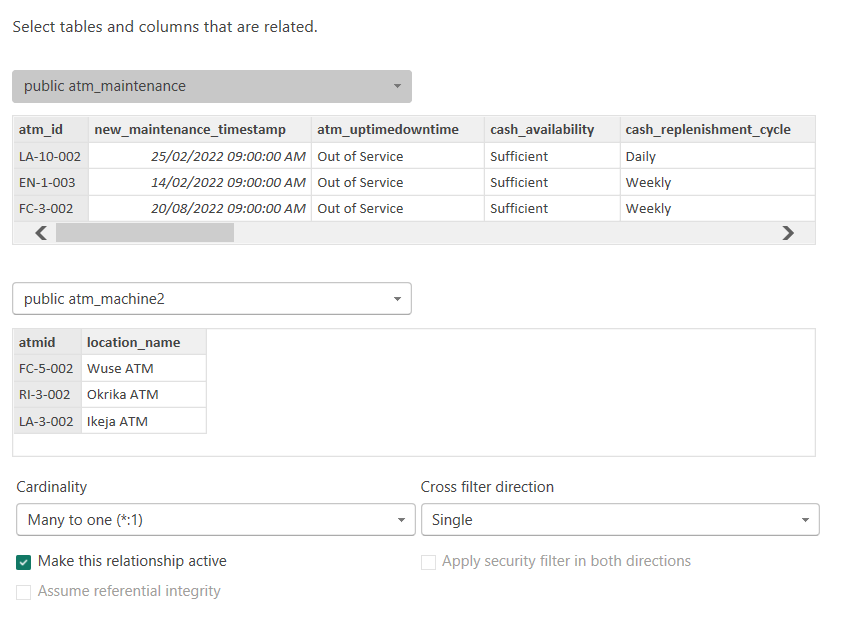 Select tables and columns that are related.
public atm_maintenance
atm_id new_maintenance_timestamp atm_uptimedowntime cash_availability cash_replenishment_cycle
LA-10-002 25/02/2022 09:00:00 AM Out of Service Sufficient Daily
EN-1-003 14/02/2022 09:00:00 AM Out of Service Sufficient Weekly
FC-3-002 20/08/2022 09:00:00 AM Out of Service Sufficient Weekly
public atm_machine2
atmid location_name
FC-5-002 Wuse ATM
RI-3-002 Okrika ATM
LA-3-002 Ikeja ATM
Cardinality Cross filter direction
Many to one (*:1) Single
Make this relationship active Apply security filter in both directions
Assume referential integrity